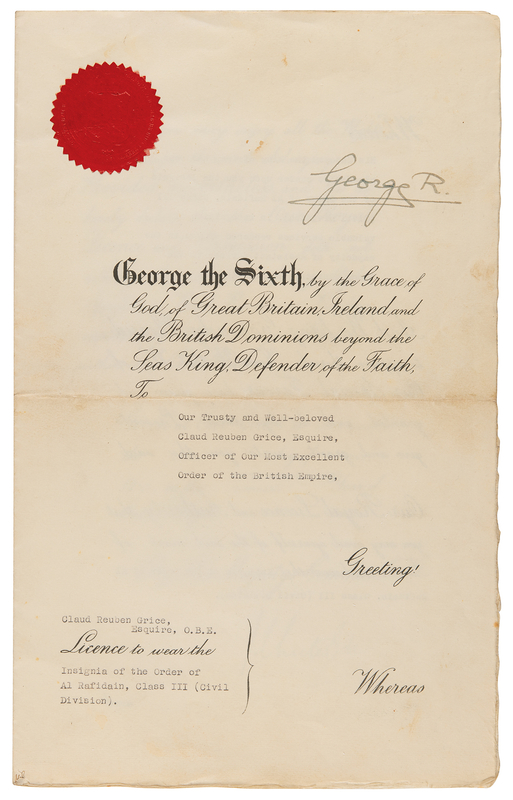 George R.
George the Sixth, by the Grace of
God, of Great Britain, Ireland and
the British Dominions beyond the
Seas King, Defender of the Faith,
To
Our Trusty and Well-beloved
Claud Reuben Grice, Esquire,
Officer of Our Most Excellent
Order of the British Empire,
Greeting!
Claud Reuben Grice,
Esquire, O.B.E.
Licence to wear the
Insignia of the Order of
Al Rafidain, Class III (Civil
Division).
Whereas